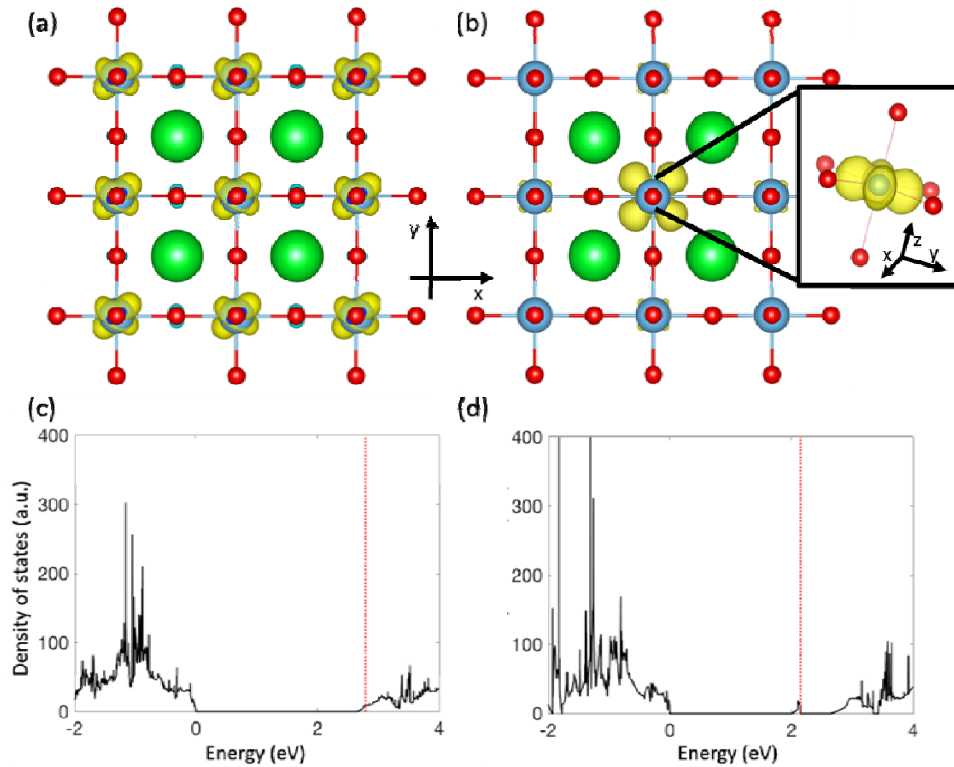 (a)
(b)
y
x
z
x
y
(c)
(d)
400
300
200
100
0
Density of states (a.u.)
-2
0
2
4
Energy (eV)
400
300
200
100
0
-2
0
2
4
Energy (eV)